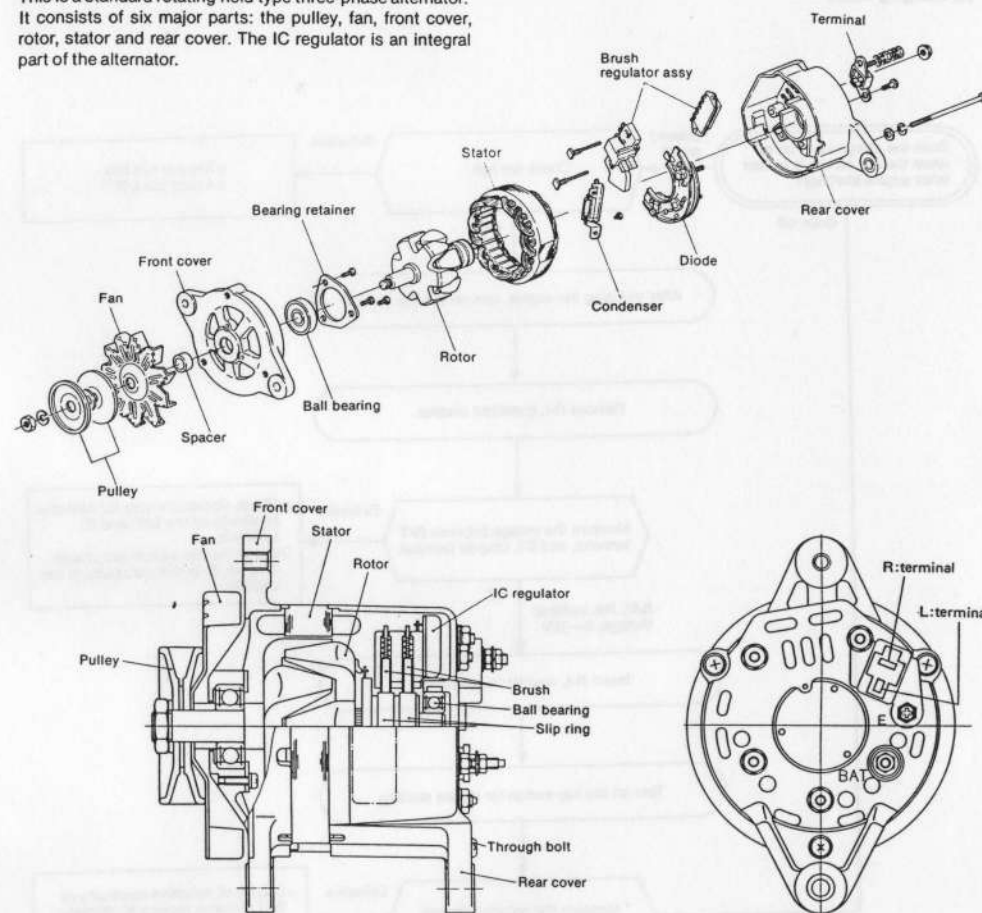 This is a standard rotating field type three-phase alternator.
It consists of six major parts: the pulley, fan, front cover,
rotor, stator and rear cover. The IC regulator is an integral
part of the alternator.
Terminal
Brush
regulator assy
Stator
Rear cover
Bearing retainer
Diode
Front cover
Condenser
Fan
Rotor
Ball bearing
Spacer
Pulley
Front cover
Fan
Stator
Rotor
IC regulator
R:terminal
L:termina
Pulley
Brush
Ball bearing
Slip ring
E
BAT
Through bolt
Rear cover